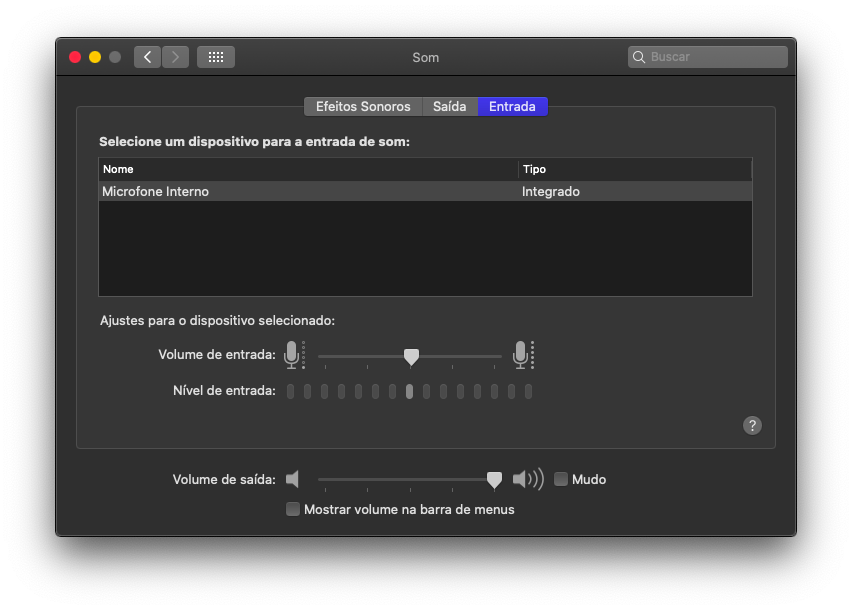 Som
Buscar
Efeitos Sonoros Saída Entrada
Selecione um dispositivo para a entrada de som:
Nome Tipo
Microfone Interno Integrado
Ajustes para o dispositivo selecionado:
Volume de entrada:
Nível de entrada:
?
Volume de saída: Mudo
Mostrar volume na barra de menus